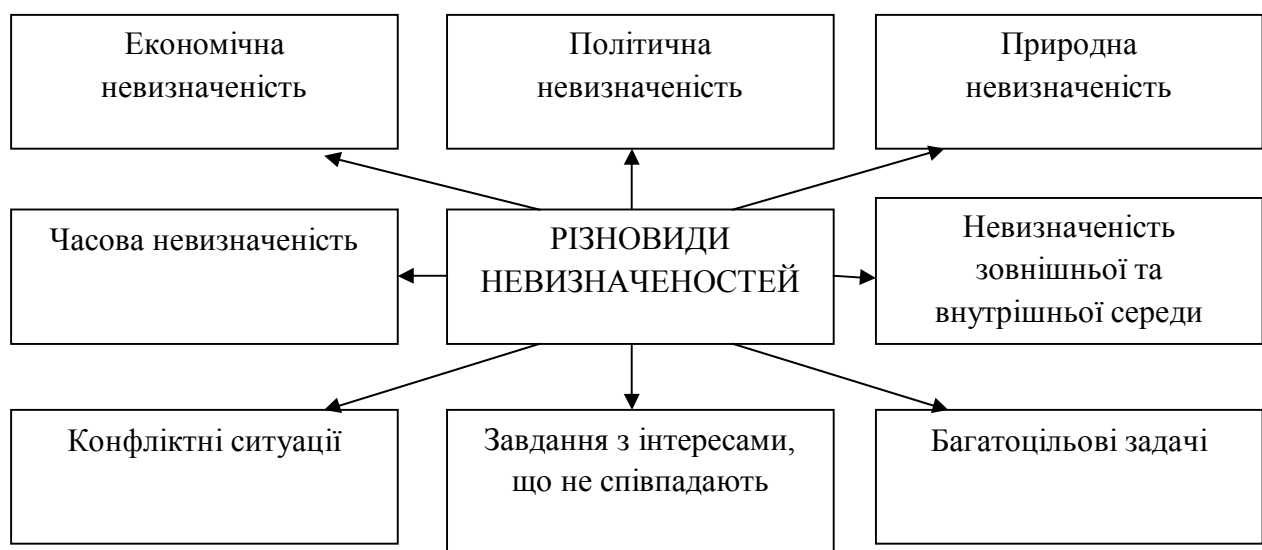 Економічна
невизначеність
Політична
невизначеність
Природна
невизначеність
Часова невизначеність
РІЗНОВИДИ
НЕВИЗНАЧЕНОСТЕЙ
Невизначеність
зовнішньої та
внутрішньої середи
Конфліктні ситуації
Завдання з інтересами,
що не співпадають
Багатоцільові задачі